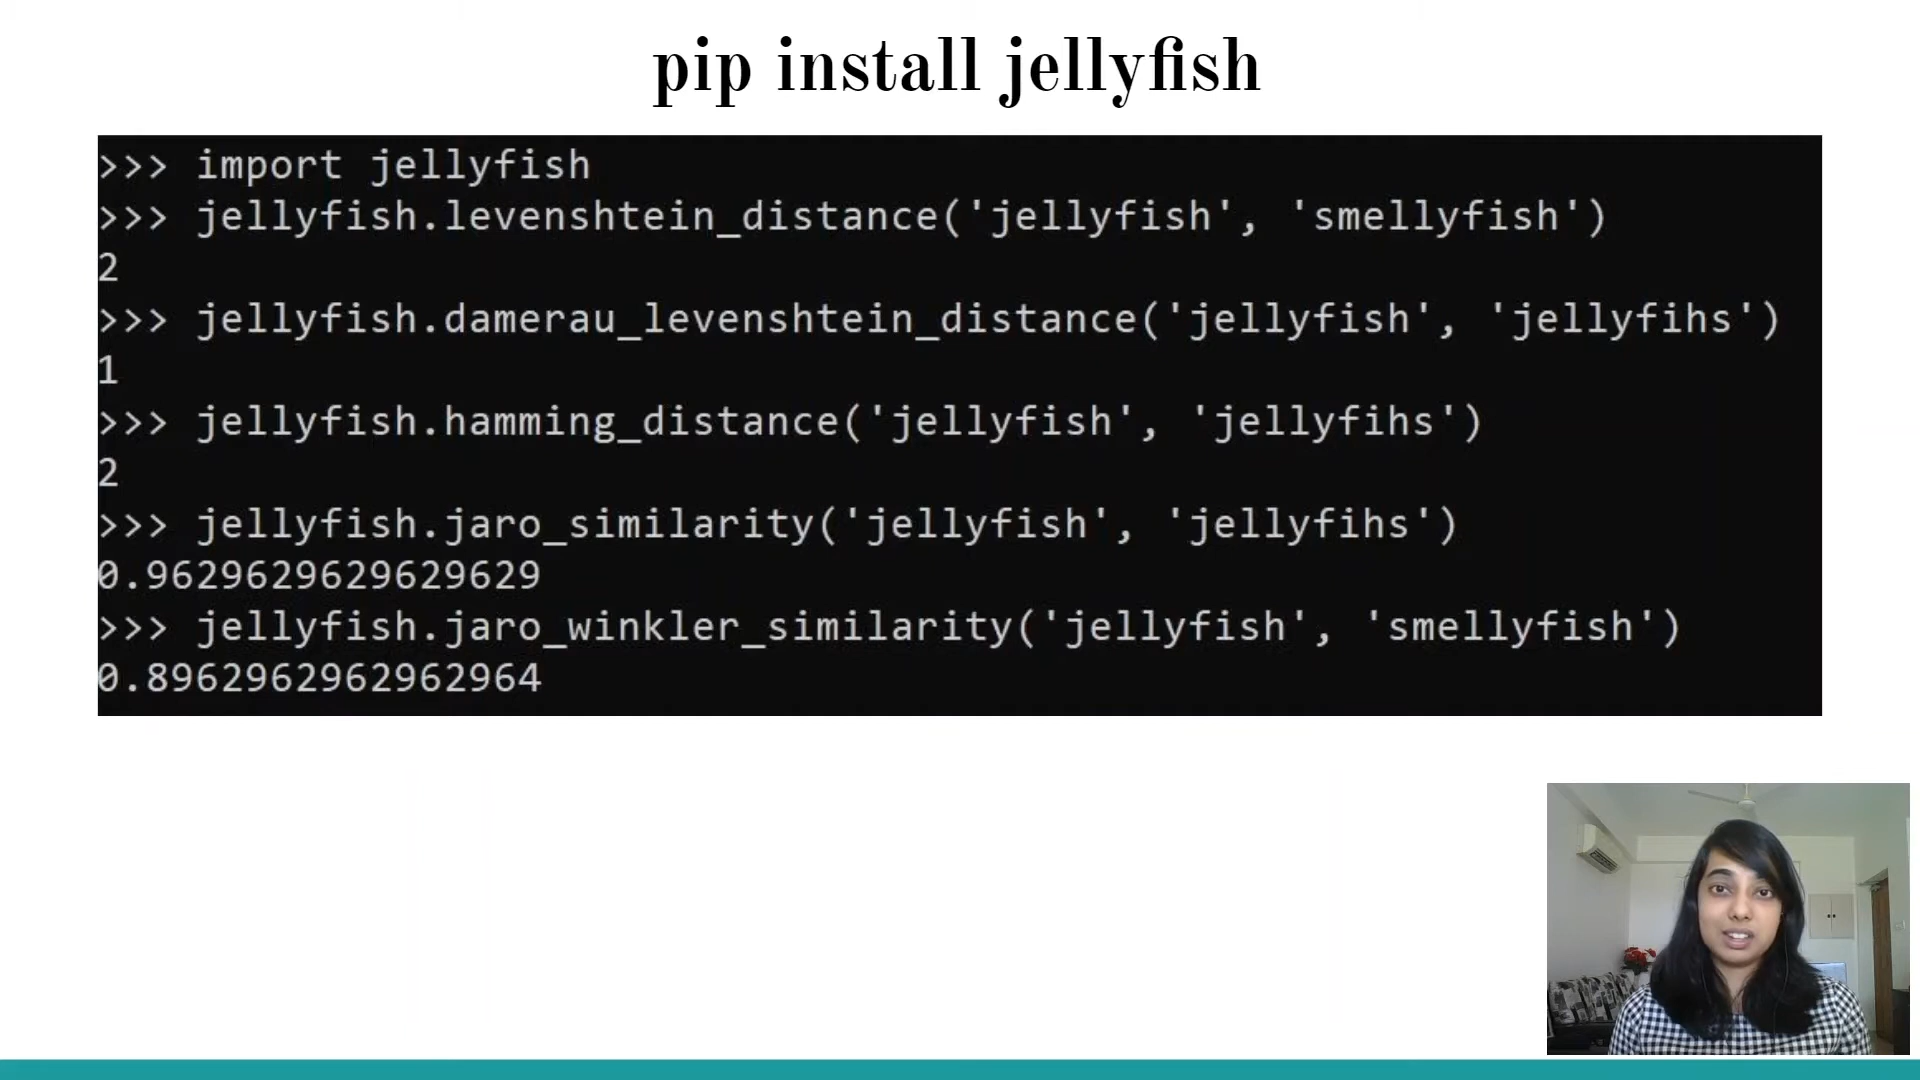 pip install jellyfish
>>> import jellyfish
>>> jellyfish.levenshtein_distance('jellyfish', 'smellyfish')
2
>>> jellyfish.damerau_levenshtein_distance('jellyfish', 'jellyfihs')
1
>>> jellyfish.hamming_distance('jellyfish', 'jellyfihs')
2
>>> jellyfish.jaro_similarity('jellyfish', 'jellyfihs')
0.9629629629629629
>>> jellyfish.jaro_winkler_similarity('jellyfish', 'smellyfish')
0.8962962962962964